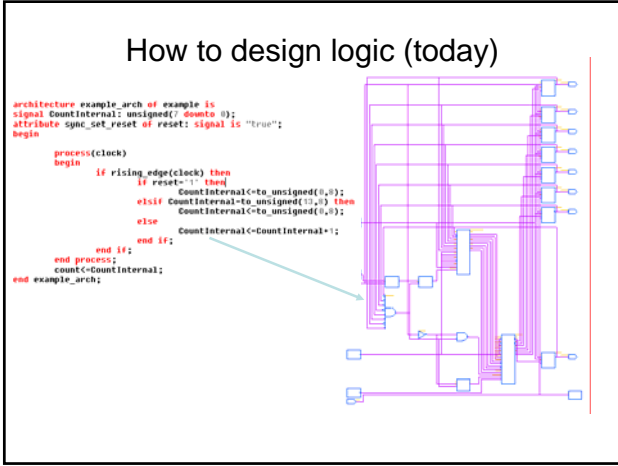 How to design logic (today)
architecture example_arch of example is
signal CountInternal: unsigned(7 downto 0);
attribute sync_set_reset of reset: signal is "true";
begin
process(clock)
begin
if rising_edge(clock) then
if reset='1' then
CountInternal<=to_unsigned(0,8);
elsif CountInternal=to_unsigned(13,8) then
CountInternal<=to_unsigned(0,8);
else
CountInternal<=CountInternal+1;
end if;
end if;
end process;
count<=CountInternal;
end example_arch;